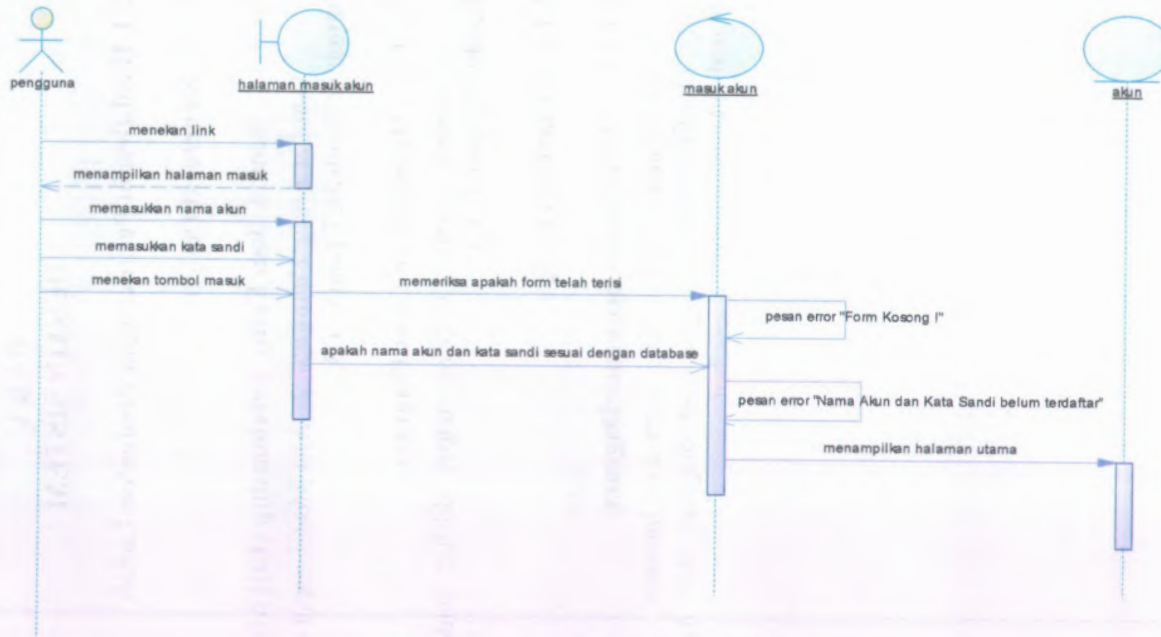 pengguna
halaman masuk akun
masuk akun
akun
menekan link
menampilkan halaman masuk
memasukkan nama akun
memasukkan kata sandi
menekan tombol masuk
memeriksa apakah form telah terisi
pesan error "Form Kosong !"
apakah nama akun dan kata sandi sesuai dengan database
pesan error "Nama Akun dan Kata Sandi belum terdaftar"
menampilkan halaman utama